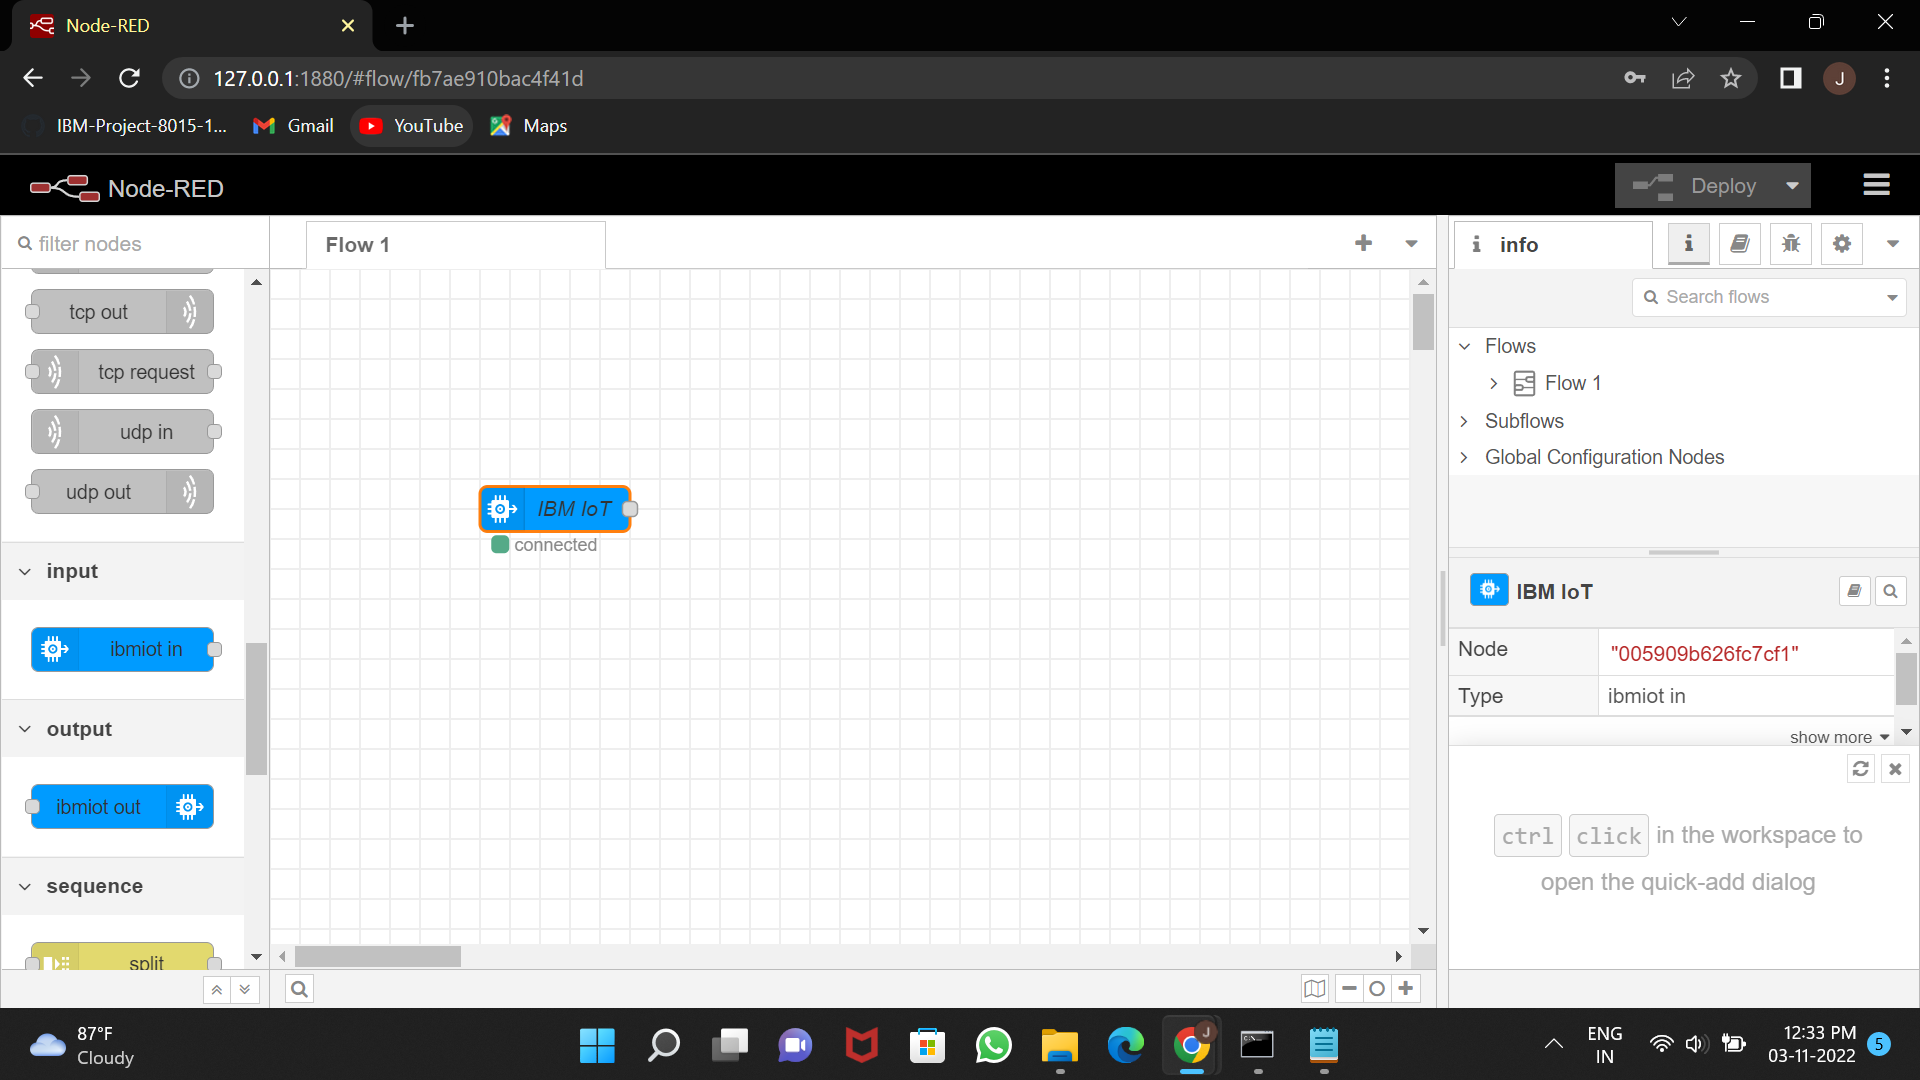 Node-RED
127.0.0.1:1880/#flow/fb7ae910bac4f41d
J
IBM-Project-8015-1...
Gmail
YouTube
Maps
Node-RED
Deploy
filter nodes
Flow 1
info
tcp out
tcp request
udp in
udp out
input
ibmiot in
output
ibmiot out
sequence
split
IBM IoT
connected
Search flows
Flows
Flow 1
Subflows
Global Configuration Nodes
IBM IoT
Node
"005909b626fc7cf1"
Type
ibmiot in
show more
ctrl click in the workspace to
open the quick-add dialog
87°F
Cloudy
J
ENG
IN
12:33 PM
03-11-2022
5